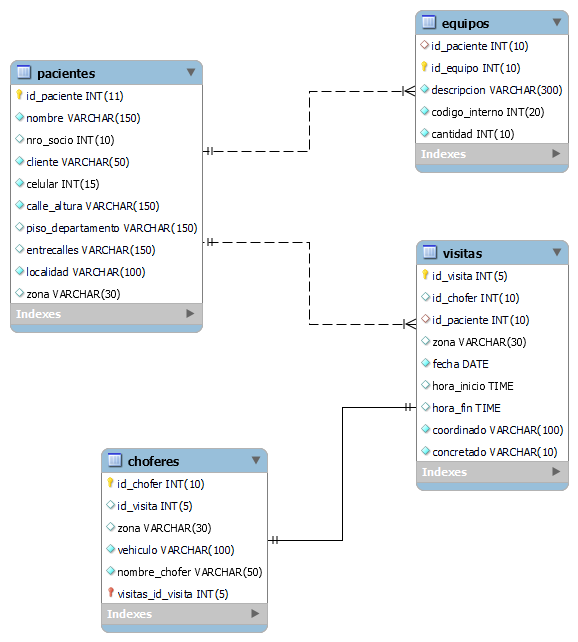 equipos
id_paciente INT(10)
id_equipo INT(10)
descripcion VARCHAR(300)
codigo_interno INT(20)
cantidad INT(10)
Indexes
pacientes
id_paciente INT(11)
nombre VARCHAR(150)
nro_socio INT(10)
cliente VARCHAR(50)
celular INT(15)
calle_altura VARCHAR(150)
piso_departamento VARCHAR(150)
entrecalles VARCHAR(150)
localidad VARCHAR(100)
zona VARCHAR(30)
Indexes
visitas
id_visita INT(5)
id_chofer INT(10)
id_paciente INT(10)
zona VARCHAR(30)
fecha DATE
hora_inicio TIME
hora_fin TIME
coordinado VARCHAR(100)
concretado VARCHAR(10)
Indexes
choferes
id_chofer INT(10)
id_visita INT(5)
zona VARCHAR(30)
vehiculo VARCHAR(100)
nombre_chofer VARCHAR(50)
visitas_id_visita INT(5)
Indexes